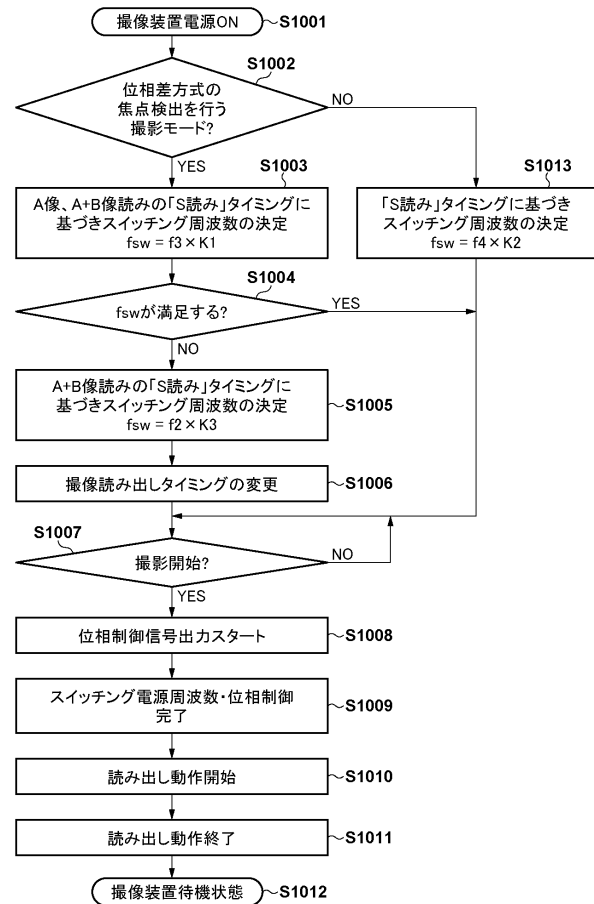 撮像装置電源ON
S1001
S1002
位相差方式の
焦点検出を行う
撮影モード?
NO
YES
S1003
A像、A+B像読みの「S読み」タイミングに
基づきスイッチング周波数の決定
fsw = f3×K1
S1013
「S読み」タイミングに基づき
スイッチング周波数の決定
fsw = f4×K2
S1004
fswが満足する?
YES
NO
A+B像読みの「S読み」タイミングに
基づきスイッチング周波数の決定
fsw = f2×K3
S1005
撮像読み出しタイミングの変更
S1006
S1007
撮影開始?
NO
YES
位相制御信号出力スタート
S1008
スイッチング電源周波数・位相制御
完了
S1009
読み出し動作開始
S1010
読み出し動作終了
S1011
撮像装置待機状態
S1012